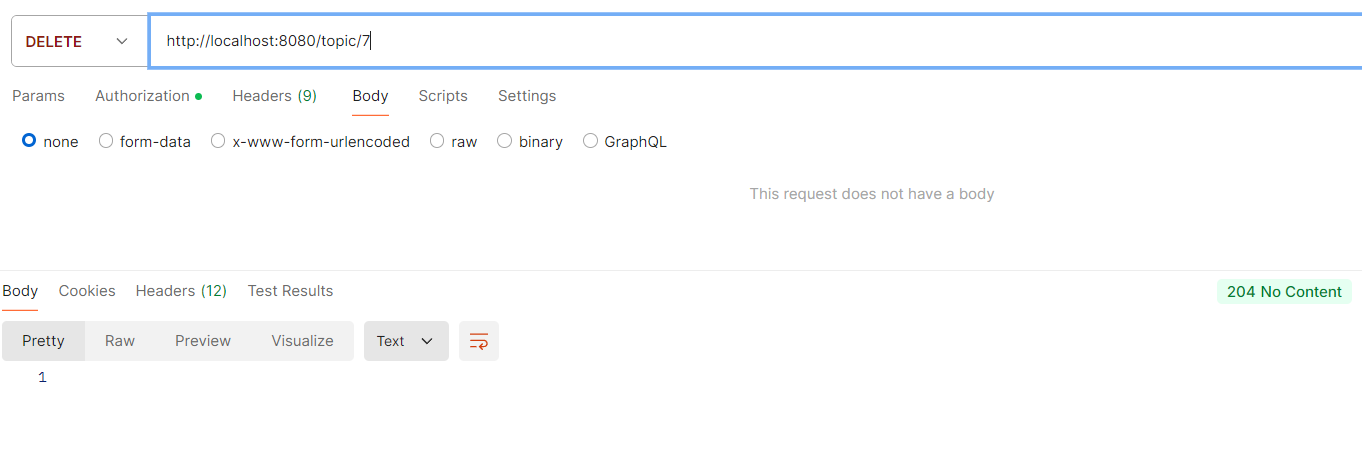 DELETE http://localhost:8080/topic/7
Params Authorization Headers (9) Body Scripts Settings
none form-data x-www-form-urlencoded raw binary GraphQL
This request does not have a body
Body Cookies Headers (12) Test Results 204 No Content
Pretty Raw Preview Visualize Text
1